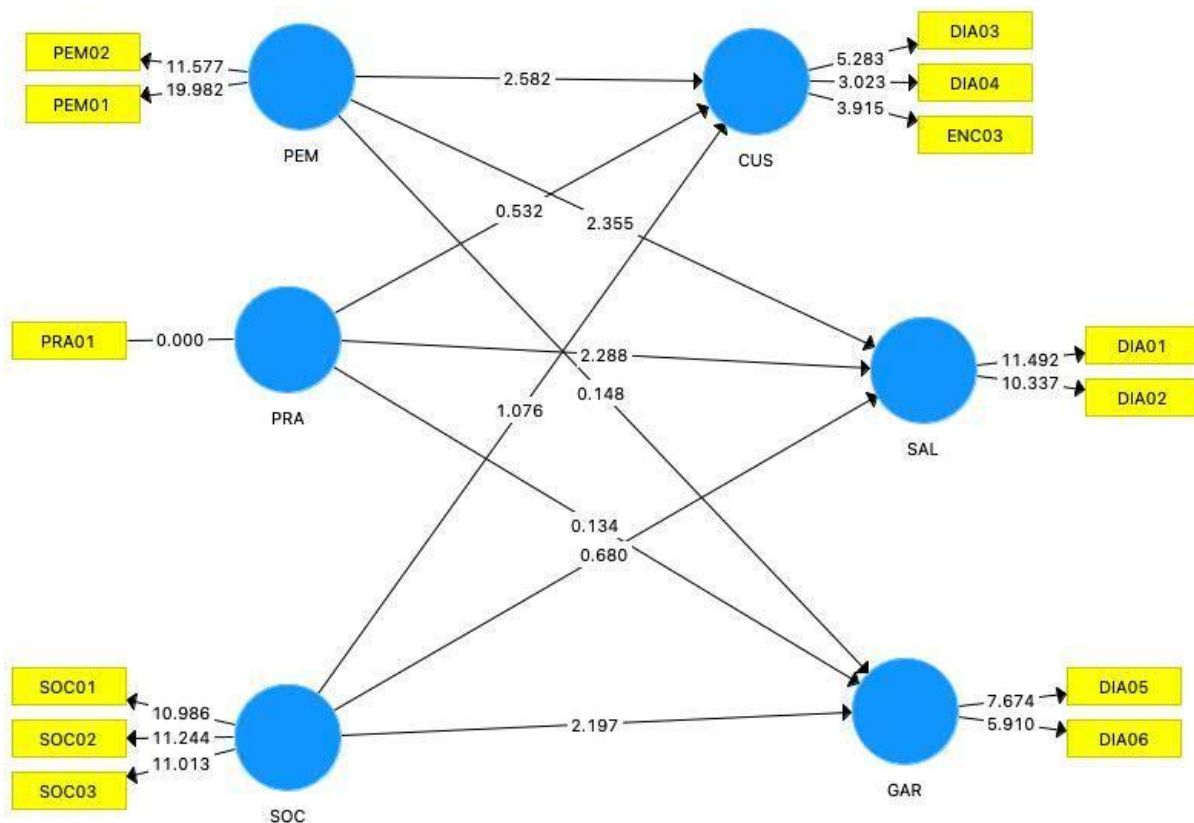 DIA03
PEM02
5.283
11.577
2.582
3.023
DIA04
19.982
PEM01
3.915
ENC03
PEM
CUS
0.532
2.355
PRA01
0.000
2.288
DIA01
11.492
0.148
10.337
DIA02
PRA
1.076
SAL
0.134
0.680
SOC01
DIA05
7.674
10.986
5.910
2.197
SOC02
11.244
DIA06
11.013
SOC03
GAR
SOC